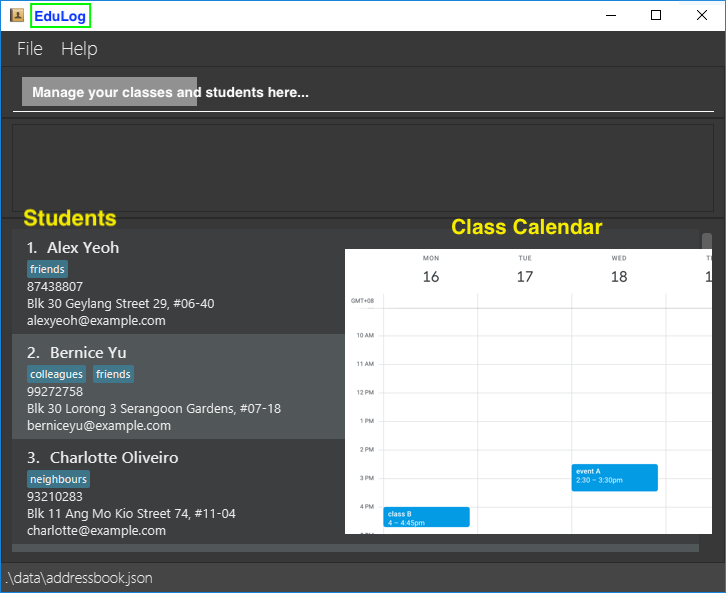 EduLog
File Help
Manage your classes and students here...
Students
1. Alex Yeoh
friends
87438807
Blk 30 Geylang Street 29, #06-40
alexyeoh@example.com
2. Bernice Yu
colleagues friends
99272758
Blk 30 Lorong 3 Serangoon Gardens, #07-18
berniceyu@example.com
3. Charlotte Oliveiro
neighbours
93210283
Blk 11 Ang Mo Kio Street 74, #11-04
charlotte@example.com
Class Calendar
MON TUE WED
16 17 18
GMT+08
10 AM
11 AM
12 PM
1 PM
2 PM
event A
2:30 – 3:30pm
3 PM
4 PM
class B
4 – 4:45pm
.\data\addressbook.json